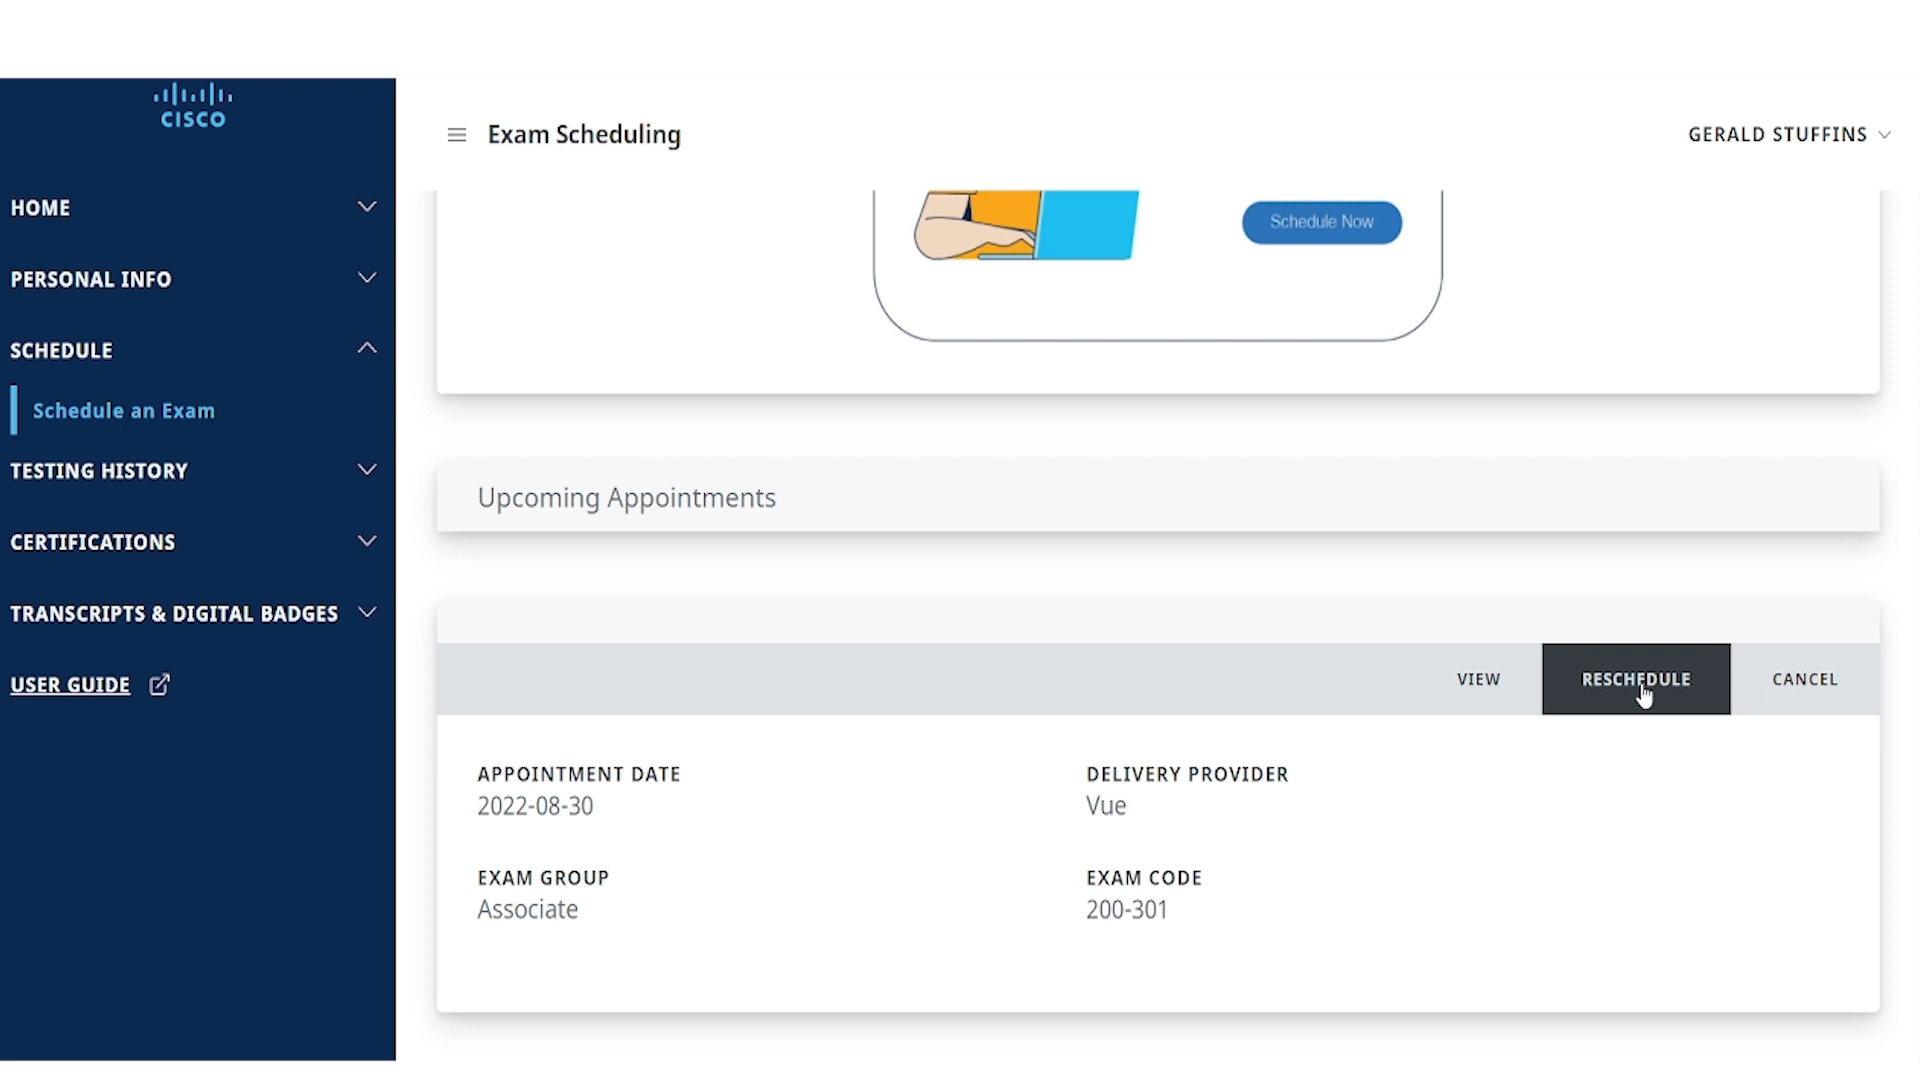 CISCO
HOME
PERSONAL INFO
SCHEDULE
Schedule an Exam
TESTING HISTORY
CERTIFICATIONS
TRANSCRIPTS & DIGITAL BADGES
USER GUIDE
Exam Scheduling
GERALD STUFFINS
Schedule Now
Upcoming Appointments
VIEW RESCHEDULE CANCEL
APPOINTMENT DATE
2022-08-30
DELIVERY PROVIDER
Vue
EXAM GROUP
Associate
EXAM CODE
200-301